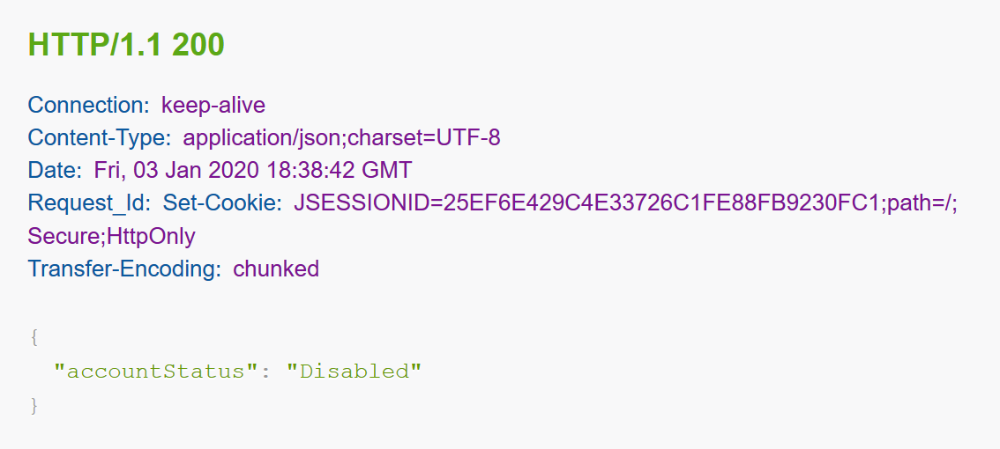 HTTP/1.1 200
Connection: keep-alive
Content-Type: application/json;charset=UTF-8
Date: Fri, 03 Jan 2020 18:38:42 GMT
Request_Id: Set-Cookie: JSESSIONID=25EF6E429C4E33726C1FE88FB9230FC1;path=/;
Secure;HttpOnly
Transfer-Encoding: chunked
{
  "accountStatus": "Disabled"
}